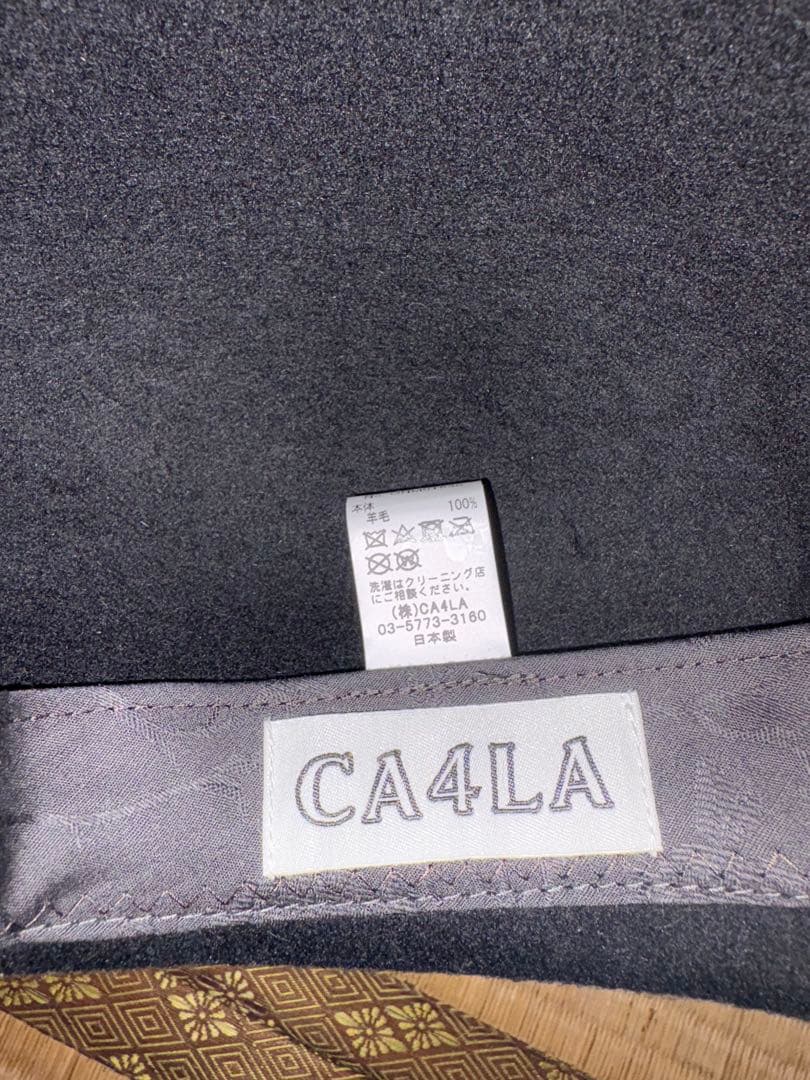 本体
羊毛 100%
洗濯はクリーニング店
にご相談ください。
(株)CA4LA
03-5773-3160
日本製
CA4LA